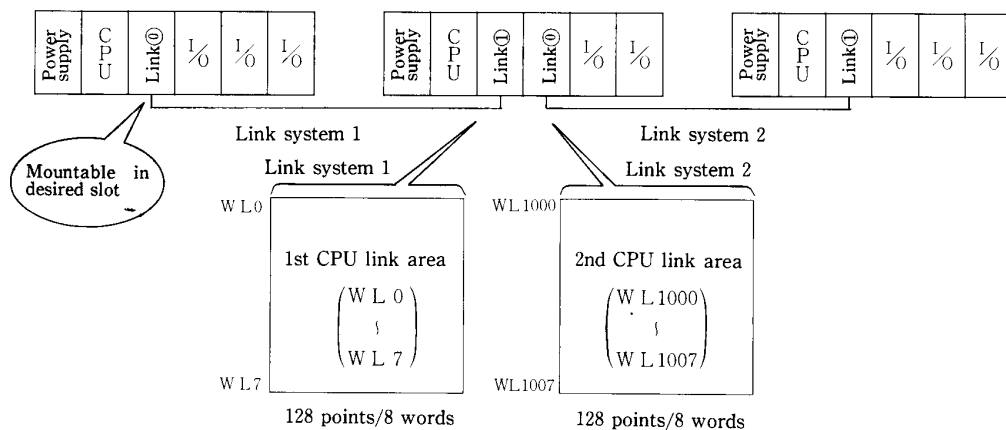 Power supply
CPU
Link⓪
I/O
I/O
I/O
Power supply
CPU
Link①
Link⓪
I/O
I/O
Power supply
CPU
Link①
I/O
I/O
I/O
Link system 1
Link system 2
Mountable in
desired slot
Link system 1
Link system 2
WL0
WL1000
1st CPU link area
2nd CPU link area
WL0
WL1000
∫
∫
WL7
WL1007
WL7
WL1007
128 points/8 words
128 points/8 words